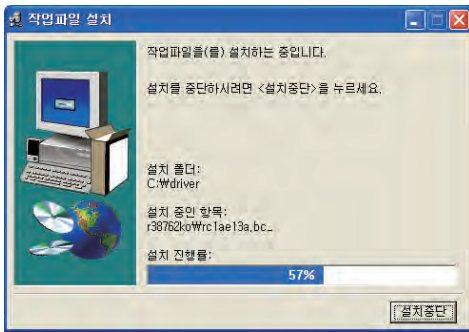 작업파일 설치
작업파일을(를) 설치하는 중입니다.
설치를 중단하시려면 <설치중단>을 누르세요.
설치 폴더:
C:₩driver
설치 중인 항목:
r38762ko₩rc1ae13a.bc_
설치 진행률:
57%
설치중단